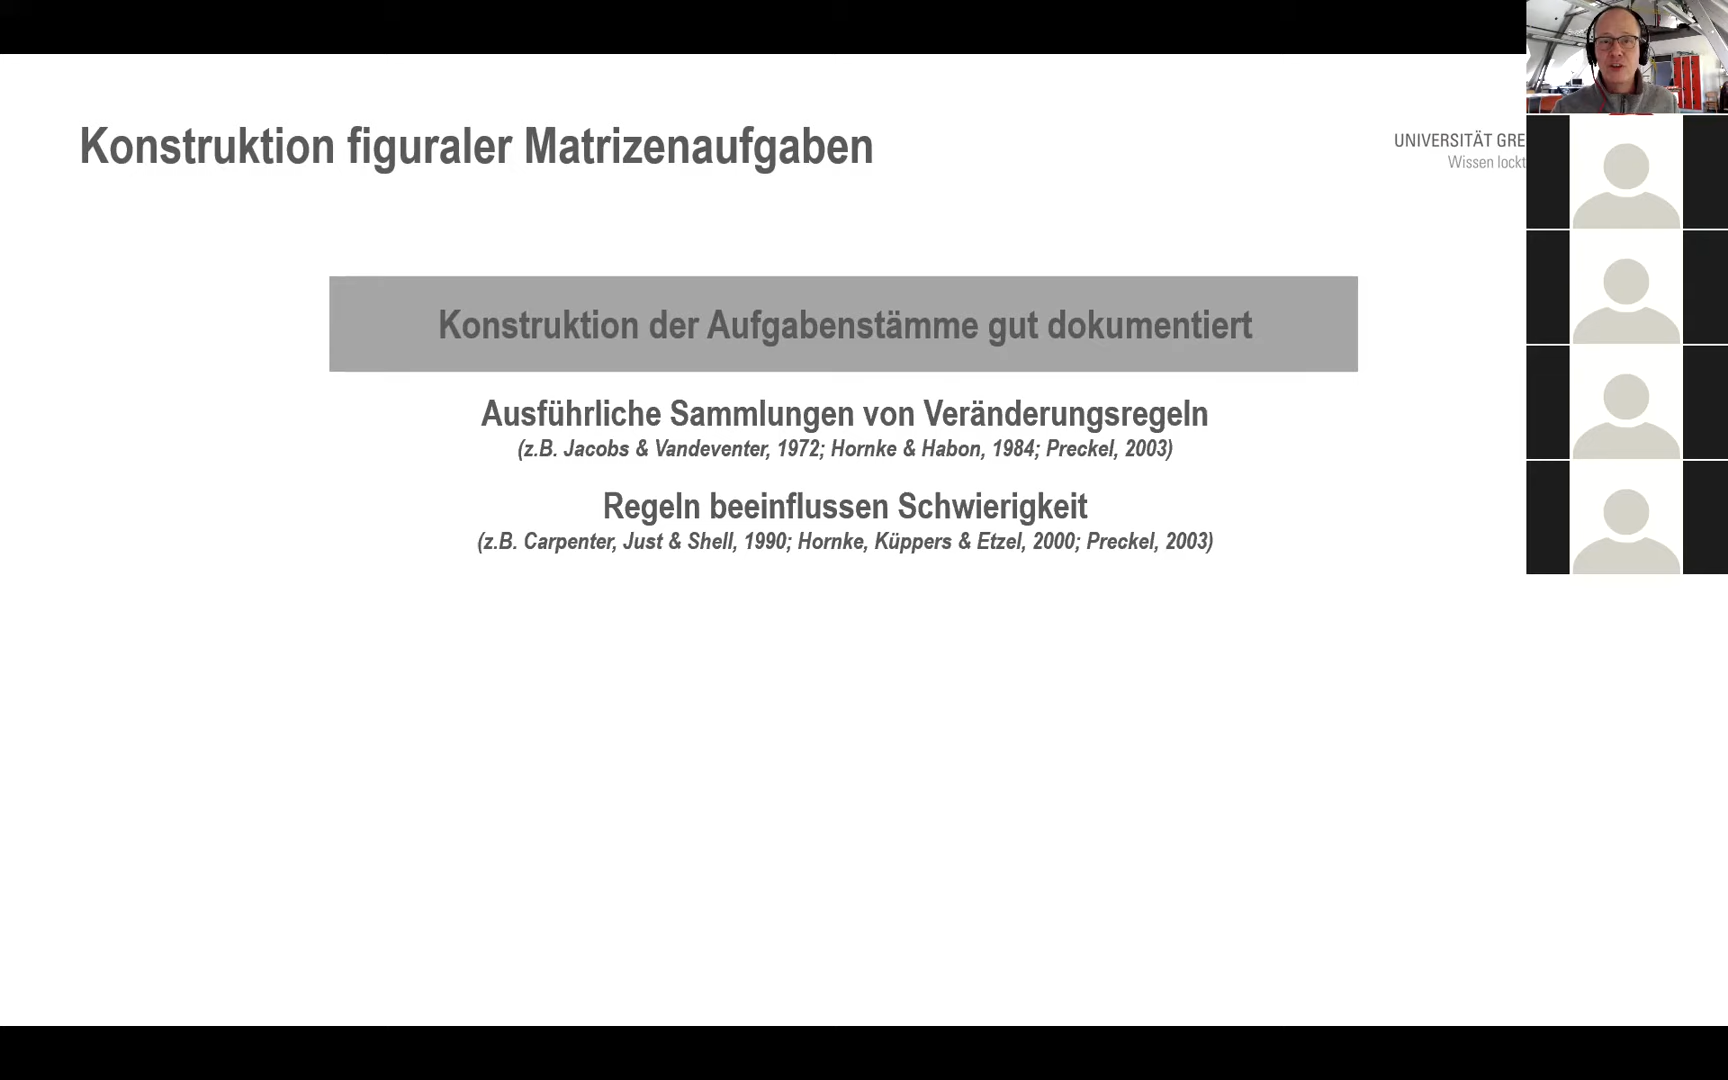 Konstruktion figuraler Matrizenaufgaben
UNIVERSITÄT GRE
Wissen lockt
Konstruktion der Aufgabenstämme gut dokumentiert
Ausführliche Sammlungen von Veränderungsregeln
(z.B. Jacobs & Vandeventer, 1972; Hornke & Habon, 1984; Preckel, 2003)
Regeln beeinflussen Schwierigkeit
(z.B. Carpenter, Just & Shell, 1990; Hornke, Küppers & Etzel, 2000; Preckel, 2003)